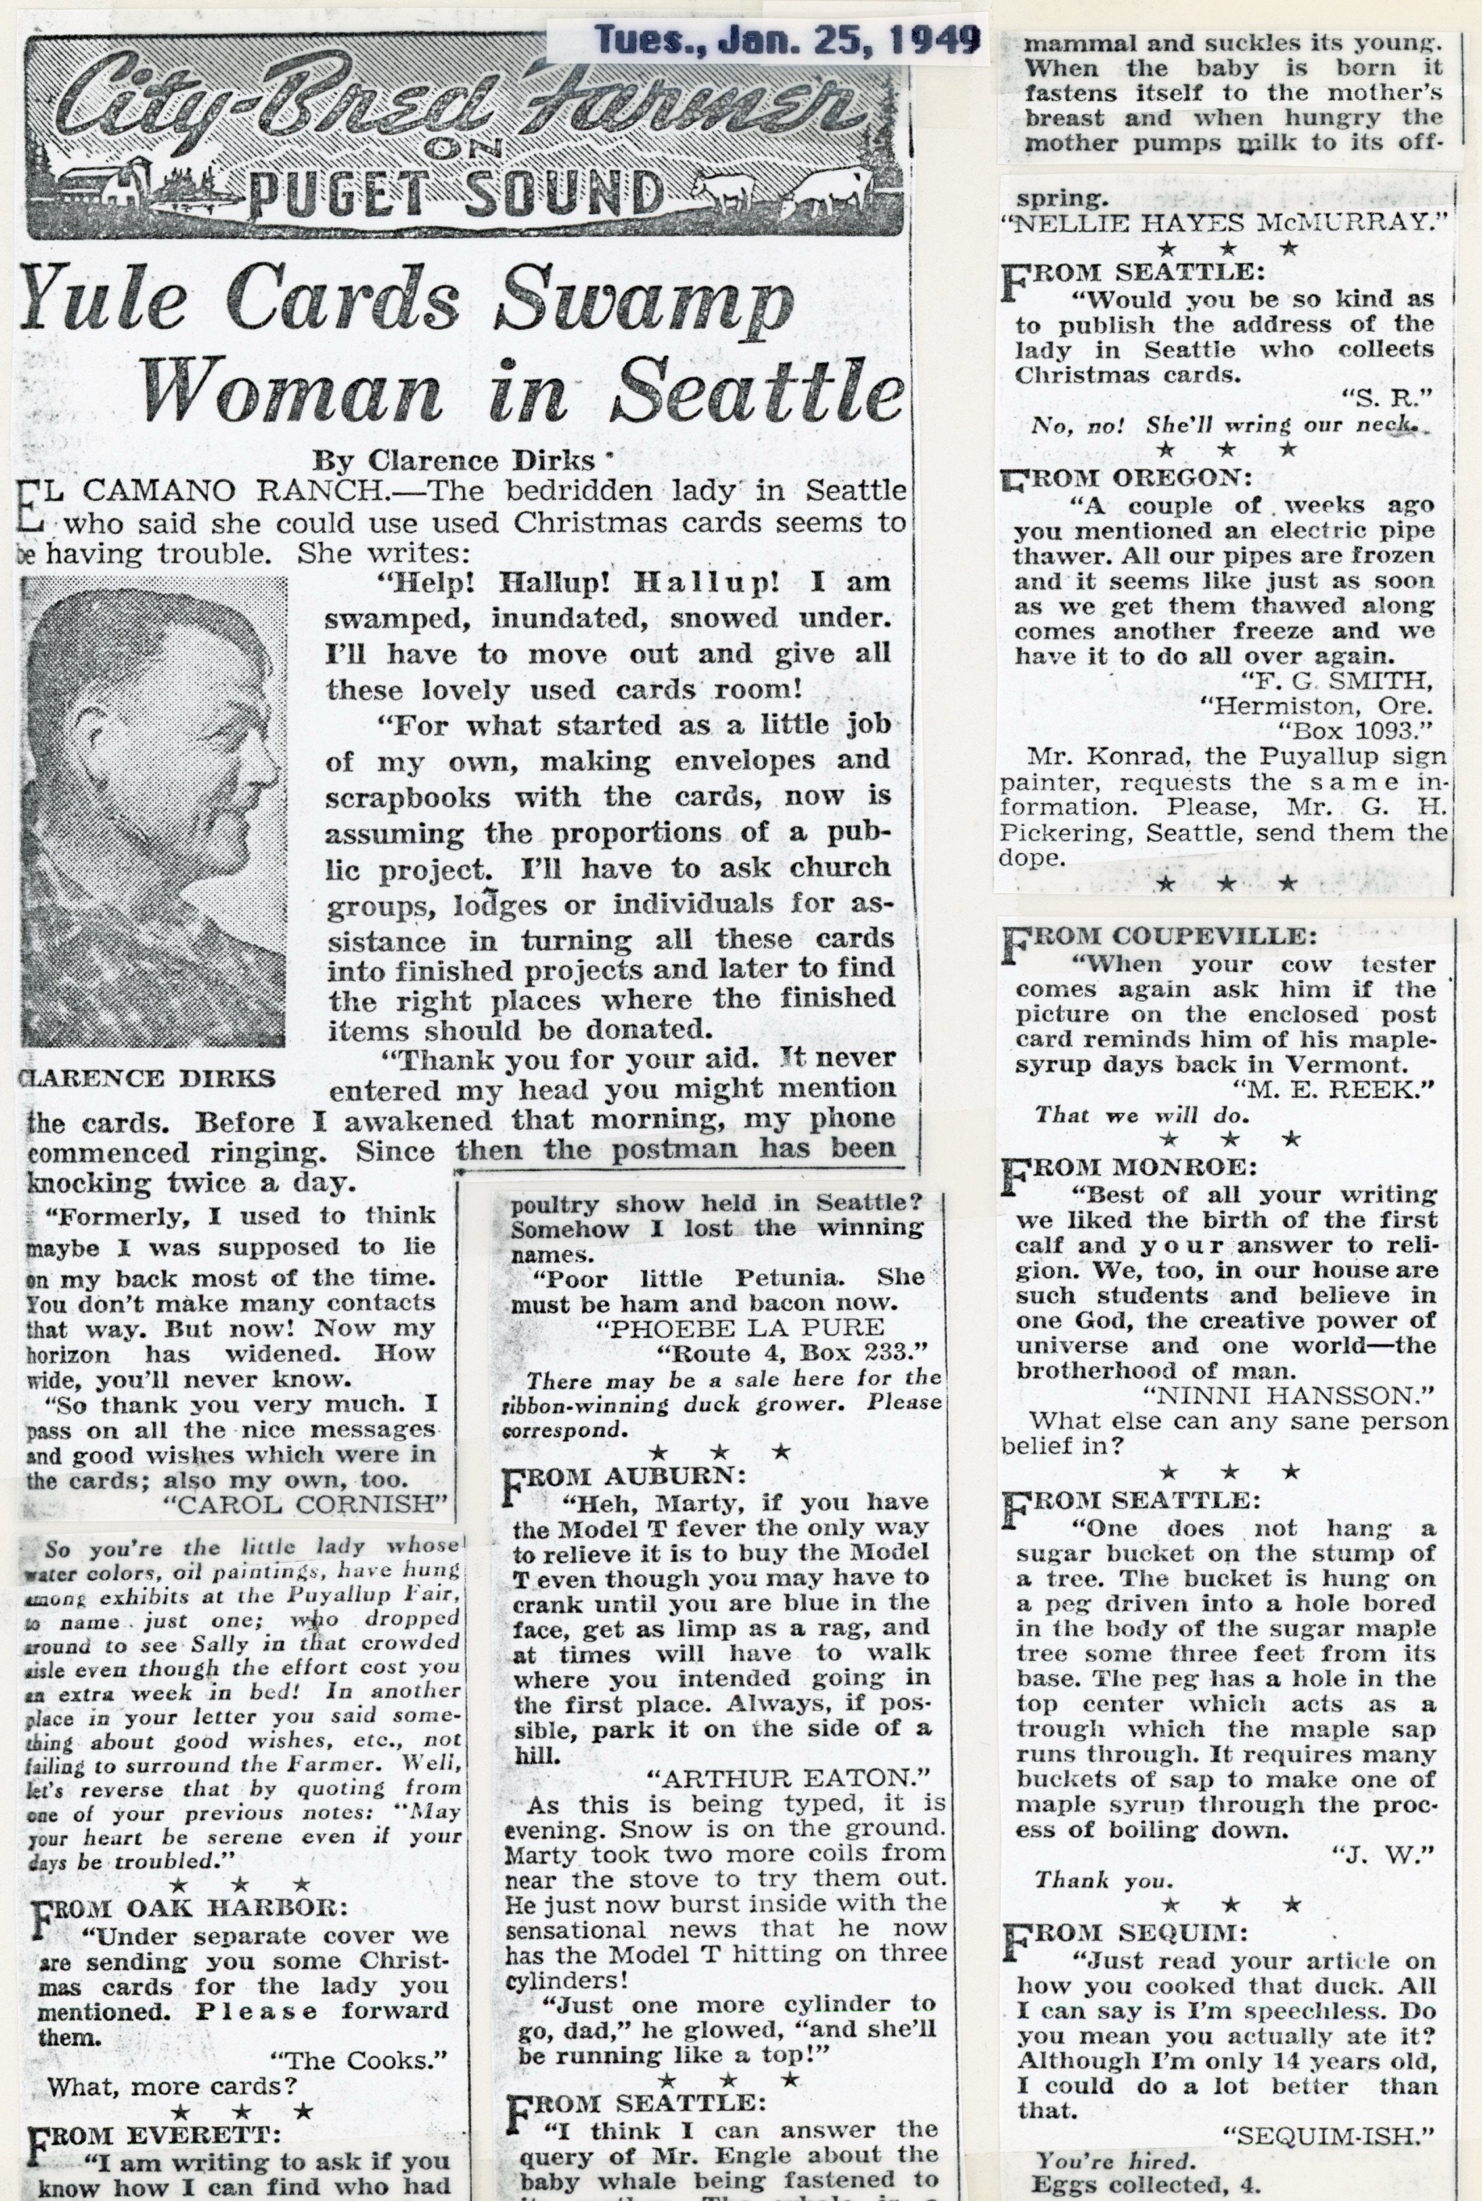 Tues., Jan. 25, 1949
City-Bred Farmer
ON
PUGET SOUND
Yule Cards Swamp
Woman in Seattle
By Clarence Dirks
EL CAMANO RANCH.—The bedridden lady in Seattle
who said she could use used Christmas cards seems to
be having trouble. She writes:
"Help! Hallup! Hallup! I am
swamped, inundated, snowed under.
I'll have to move out and give all
these lovely used cards room!
"For what started as a little job
of my own, making envelopes and
scrapbooks with the cards, now is
assuming the proportions of a pub-
lic project. I'll have to ask church
groups, lodges or individuals for as-
sistance in turning all these cards
into finished projects and later to find
the right places where the finished
items should be donated.
"Thank you for your aid. It never
entered my head you might mention
CLARENCE DIRKS
the cards. Before I awakened that morning, my phone
commenced ringing. Since then the postman has been
knocking twice a day.
"Formerly, I used to think
maybe I was supposed to lie
on my back most of the time.
You don't make many contacts
that way. But now! Now my
horizon has widened. How
wide, you'll never know.
"So thank you very much. I
pass on all the nice messages
and good wishes which were in
the cards; also my own, too.
"CAROL CORNISH"
So you're the little lady whose
water colors, oil paintings, have hung
among exhibits at the Puyallup Fair,
to name just one; who dropped
around to see Sally in that crowded
aisle even though the effort cost you
an extra week in bed! In another
place in your letter you said some-
thing about good wishes, etc., not
failing to surround the Farmer. Well,
let's reverse that by quoting from
one of your previous notes: "May
your heart be serene even if your
days be troubled."
★ ★ ★
FROM OAK HARBOR:
"Under separate cover we
are sending you some Christ-
mas cards for the lady you
mentioned. Please forward
them.
"The Cooks."
What, more cards?
★ ★ ★
FROM EVERETT:
"I am writing to ask if you
know how I can find who had
poultry show held in Seattle?
Somehow I lost the winning
names.
"Poor little Petunia. She
must be ham and bacon now.
"PHOEBE LA PURE
"Route 4, Box 233."
There may be a sale here for the
ribbon-winning duck grower. Please
correspond.
★ ★ ★
FROM AUBURN:
"Heh, Marty, if you have
the Model T fever the only way
to relieve it is to buy the Model
T even though you may have to
crank until you are blue in the
face, get as limp as a rag, and
at times will have to walk
where you intended going in
the first place. Always, if pos-
sible, park it on the side of a
hill.
"ARTHUR EATON."
As this is being typed, it is
evening. Snow is on the ground.
Marty took two more coils from
near the stove to try them out.
He just now burst inside with the
sensational news that he now
has the Model T hitting on three
cylinders!
"Just one more cylinder to
go, dad," he glowed, "and she'll
be running like a top!"
★ ★ ★
FROM SEATTLE:
"I think I can answer the
query of Mr. Engle about the
baby whale being fastened to
mammal and suckles its young.
When the baby is born it
fastens itself to the mother's
breast and when hungry the
mother pumps milk to its off-
spring.
"NELLIE HAYES McMURRAY."
★ ★ ★
FROM SEATTLE:
"Would you be so kind as
to publish the address of the
lady in Seattle who collects
Christmas cards.
"S. R."
No, no! She'll wring our neck.
★ ★ ★
FROM OREGON:
"A couple of weeks ago
you mentioned an electric pipe
thawer. All our pipes are frozen
and it seems like just as soon
as we get them thawed along
comes another freeze and we
have it to do all over again.
"F. G. SMITH,
"Hermiston, Ore.
"Box 1093."
Mr. Konrad, the Puyallup sign
painter, requests the same in-
formation. Please, Mr. G. H.
Pickering, Seattle, send them the
dope.
★ ★ ★
FROM COUPEVILLE:
"When your cow tester
comes again ask him if the
picture on the enclosed post
card reminds him of his maple-
syrup days back in Vermont.
"M. E. REEK."
That we will do.
★ ★ ★
FROM MONROE:
"Best of all your writing
we liked the birth of the first
calf and your answer to reli-
gion. We, too, in our house are
such students and believe in
one God, the creative power of
universe and one world—the
brotherhood of man.
"NINNI HANSSON."
What else can any sane person
belief in?
★ ★ ★
FROM SEATTLE:
"One does not hang a
sugar bucket on the stump of
a tree. The bucket is hung on
a peg driven into a hole bored
in the body of the sugar maple
tree some three feet from its
base. The peg has a hole in the
top center which acts as a
trough which the maple sap
runs through. It requires many
buckets of sap to make one of
maple syrup through the proc-
ess of boiling down.
"J. W."
Thank you.
★ ★ ★
FROM SEQUIM:
"Just read your article on
how you cooked that duck. All
I can say is I'm speechless. Do
you mean you actually ate it?
Although I'm only 14 years old,
I could do a lot better than
that.
"SEQUIM-ISH."
You're hired.
Eggs collected, 4.